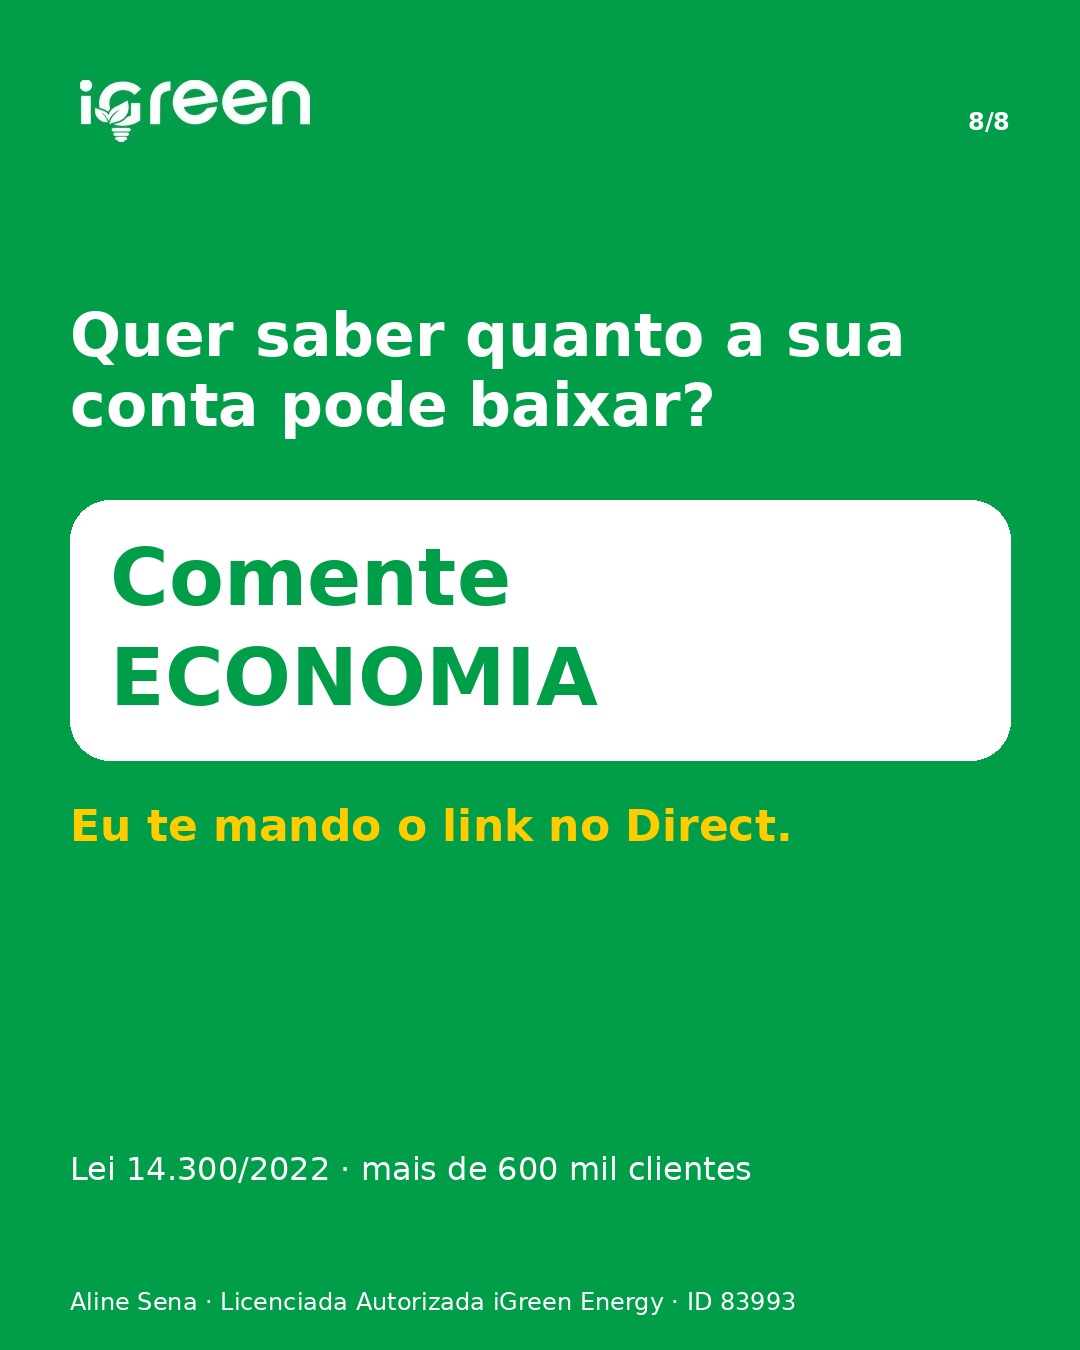 iGreen
8/8
Quer saber quanto a sua
conta pode baixar?
Comente
ECONOMIA
Eu te mando o link no Direct.
Lei 14.300/2022 · mais de 600 mil clientes
Aline Sena · Licenciada Autorizada iGreen Energy · ID 83993